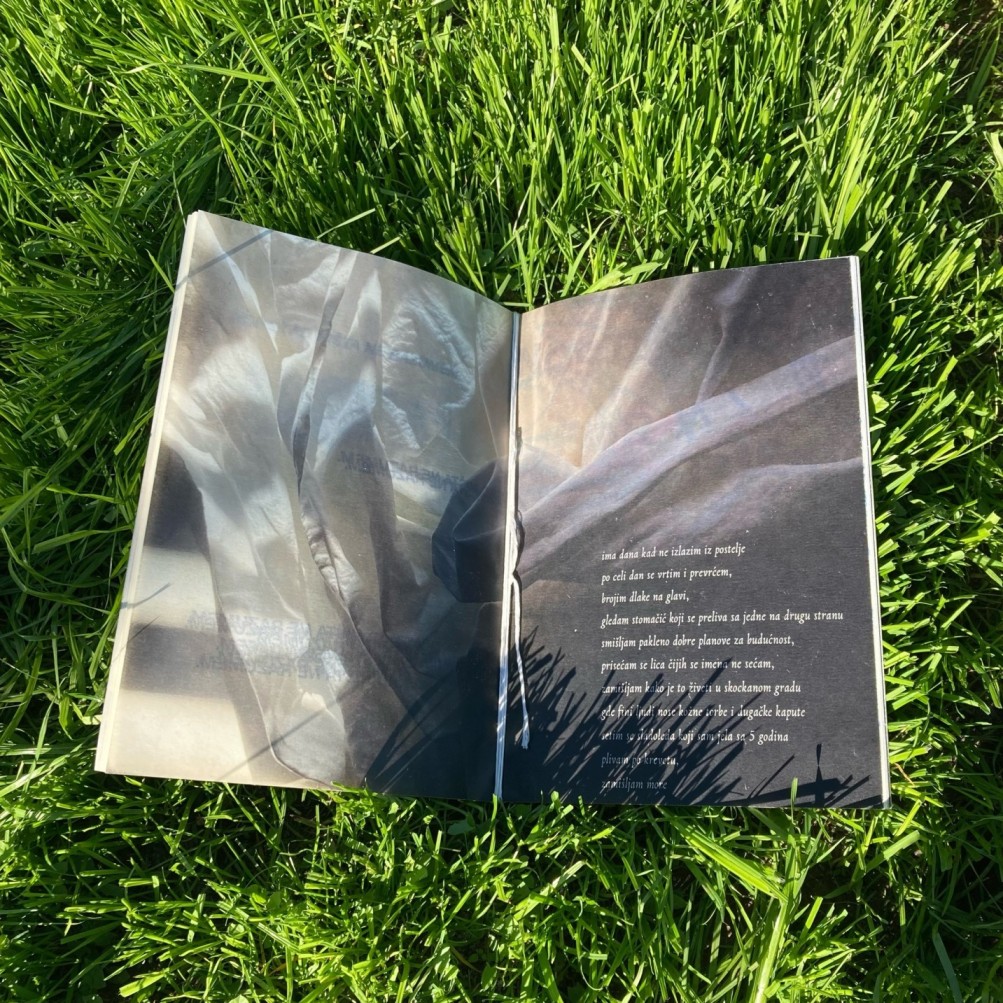 ima dana kad ne izlazim iz postelje
po celi dan se vrtim i prevrćem,
brojim dlake na glavi,
gledam stomačić koji se preliva sa jedne na drugu stranu
smišljam pakleno dobre planove za budućnost,
prisećam se lica čijih se imena ne sećam,
zamišljam kako je to živeti u skockanom gradu
gde fini ljudi nose kožne torbe i dugačke kapute
setim se sladoleda koji sam jela sa 5 godina
plivam po krevetu,
zamišljam more